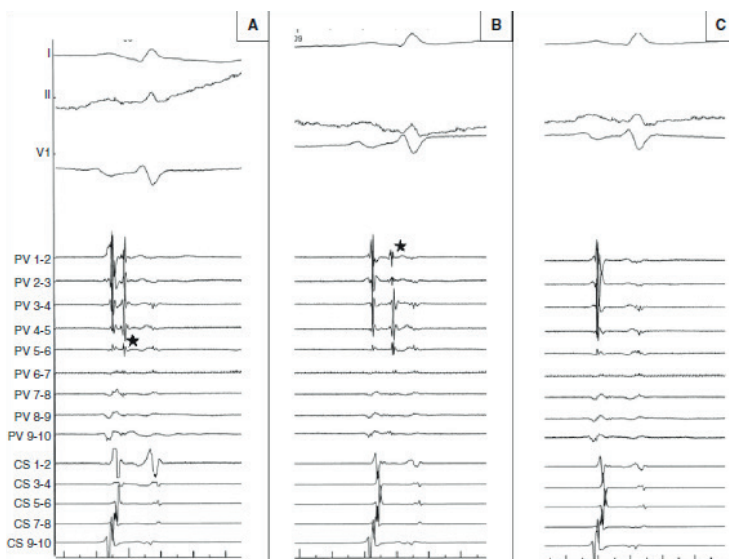 A
B
C
I
II
V1
PV 1-2
PV 2-3
PV 3-4
PV 4-5
PV 5-6
PV 6-7
PV 7-8
PV 8-9
PV 9-10
CS 1-2
CS 3-4
CS 5-6
CS 7-8
CS 9-10